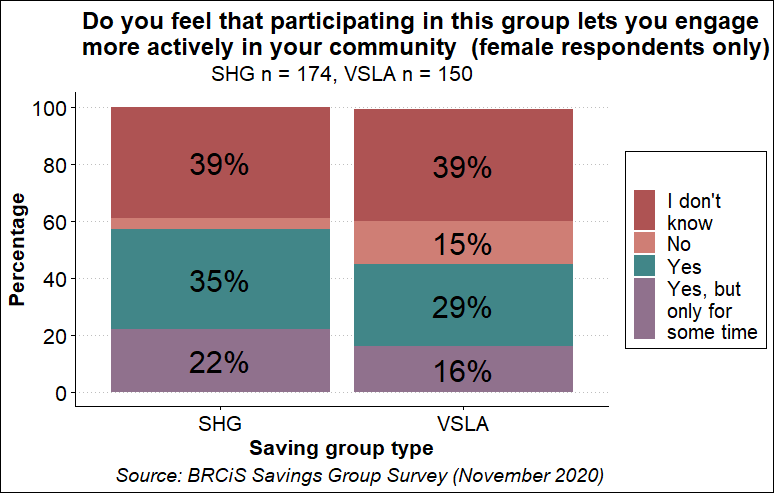 Do you feel that participating in this group lets you engage
more actively in your community  (female respondents only)
SHG n = 174, VSLA n = 150
Percentage
100
80
60
40
20
0
39%
35%
22%
39%
15%
29%
16%
SHG
VSLA
Saving group type
Source: BRCiS Savings Group Survey (November 2020)
I don't
know
No
Yes
Yes, but
only for
some time